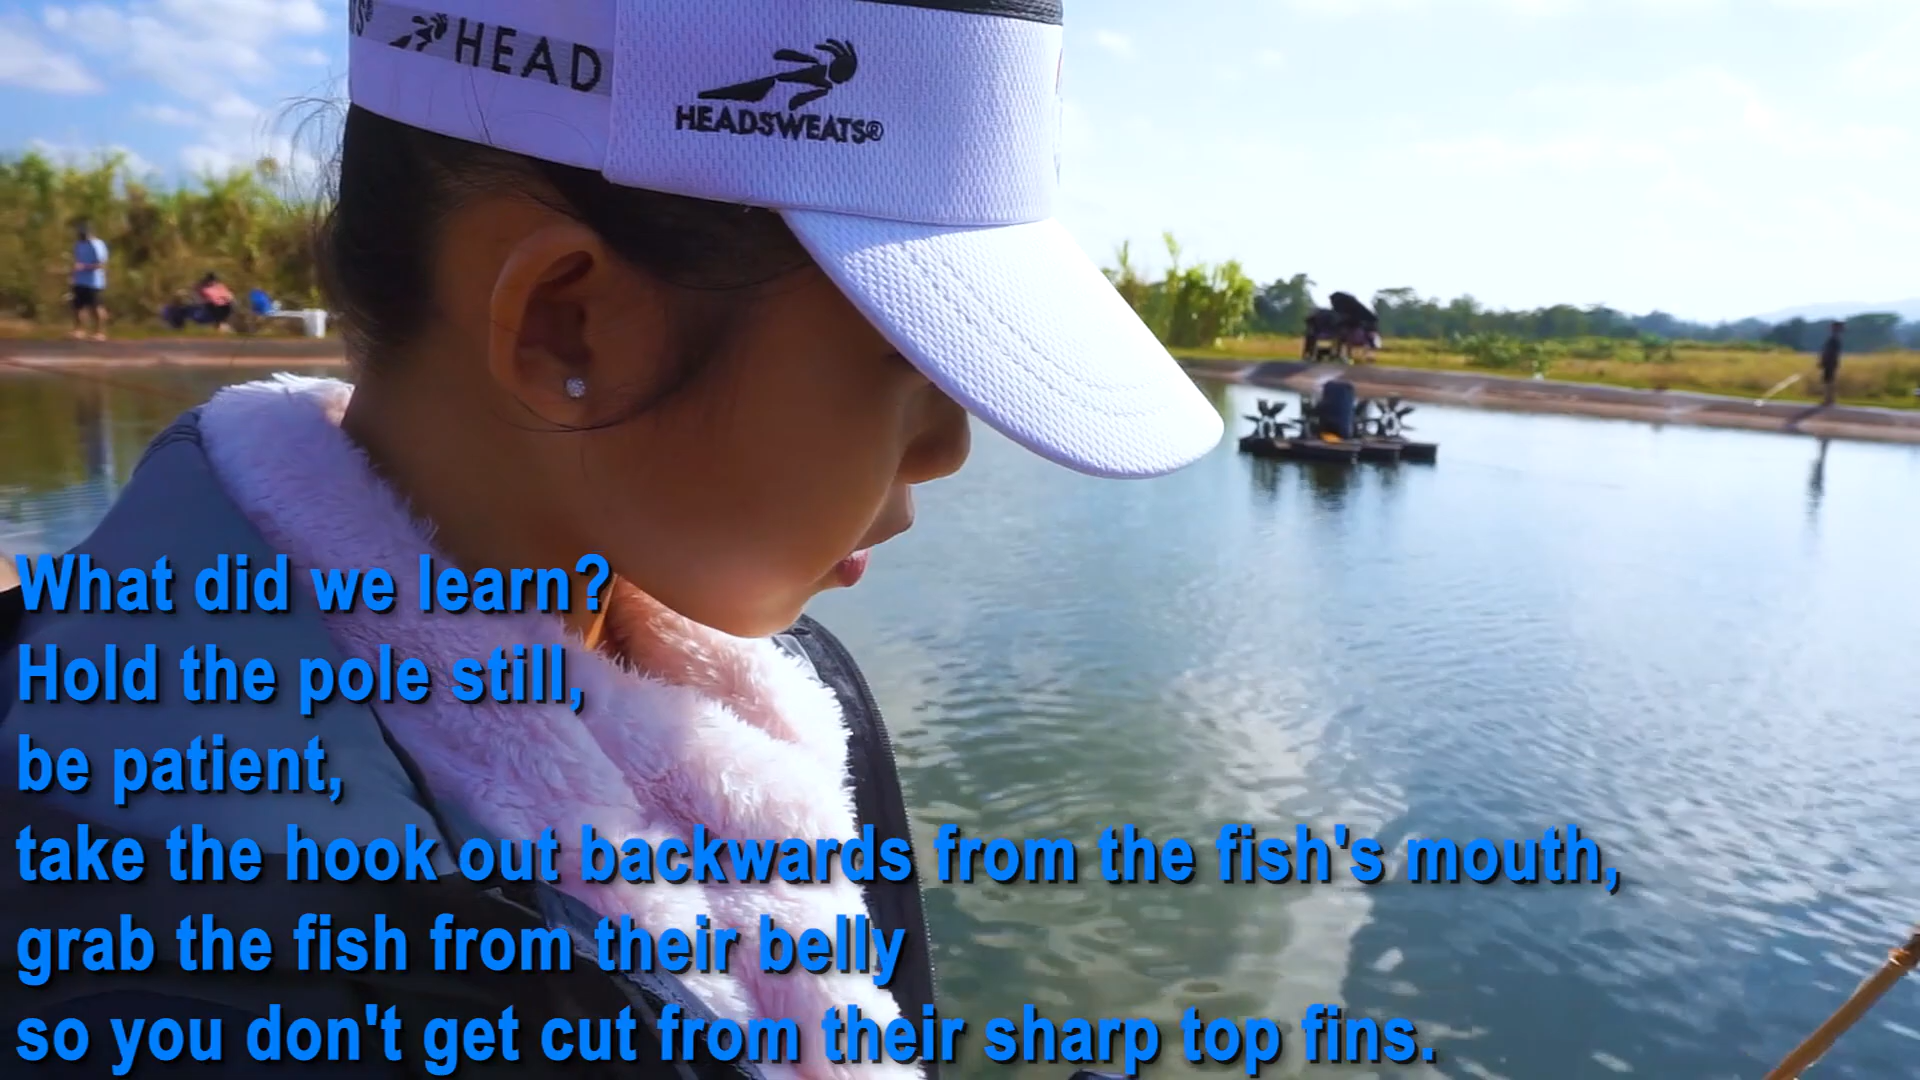 S® HEAD
HEADSWEATS®
What did we learn?
Hold the pole still,
be patient,
take the hook out backwards from the fish's mouth,
grab the fish from their belly
so you don't get cut from their sharp top fins.